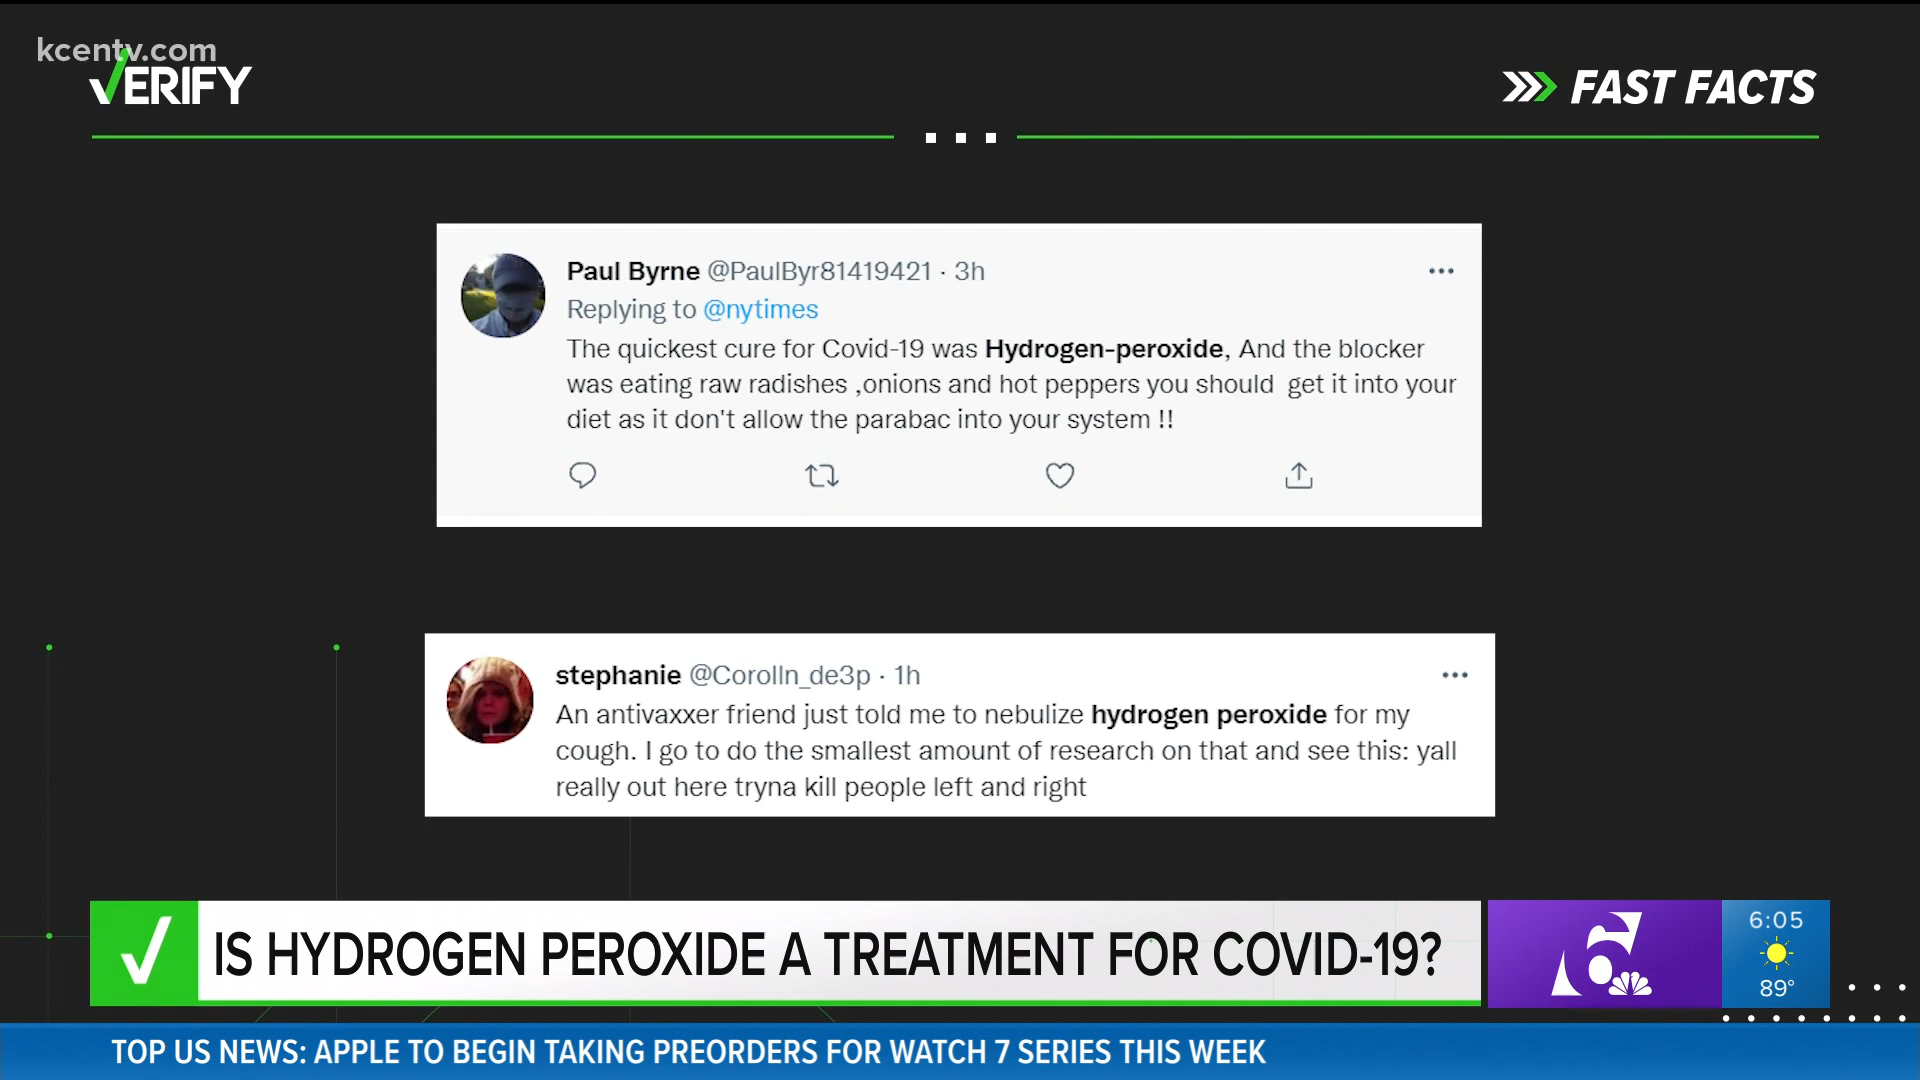 kcentv.com
VERIFY
FAST FACTS
Paul Byrne @PaulByr81419421 · 3h
Replying to @nytimes
The quickest cure for Covid-19 was Hydrogen-peroxide, And the blocker
was eating raw radishes ,onions and hot peppers you should  get it into your
diet as it don't allow the parabac into your system !!
stephanie @Corolln_de3p · 1h
An antivaxxer friend just told me to nebulize hydrogen peroxide for my
cough. I go to do the smallest amount of research on that and see this: yall
really out here tryna kill people left and right
IS HYDROGEN PEROXIDE A TREATMENT FOR COVID-19?
6
6:05
89°
TOP US NEWS: APPLE TO BEGIN TAKING PREORDERS FOR WATCH 7 SERIES THIS WEEK